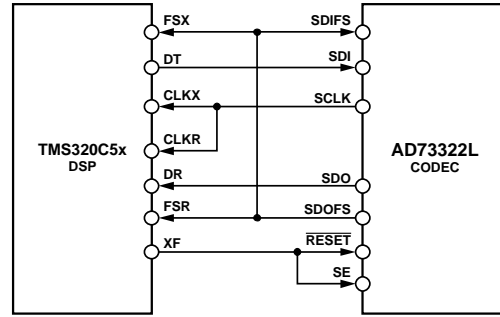 FSX SDIFS
DT SDI
CLKX SCLK
CLKR
TMS320C5x AD73322L
DSP CODEC
DR SDO
FSR SDOFS
XF RESET
SE